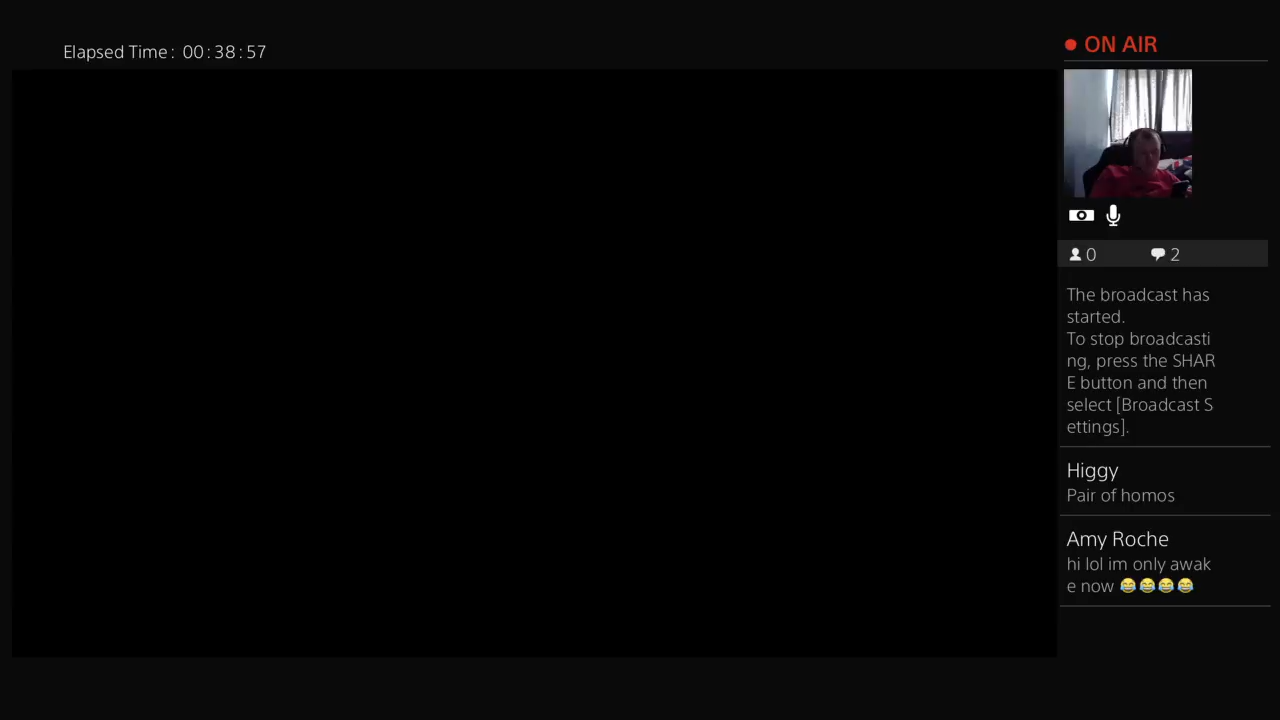 Elapsed Time: 00:38:57
ON AIR
0 2
The broadcast has
started.
To stop broadcasti
ng, press the SHAR
E button and then
select [Broadcast S
ettings].
Higgy
Pair of homos
Amy Roche
hi lol im only awak
e now 😂😂😂😂